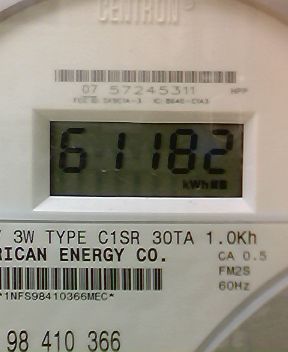 CENTRON
07 57245311 HPP
61182
kWh
3W TYPE C1SR 30TA 1.0Kh
RICAN ENERGY CO. CA 0.5
FM2S
*1NFS98410366MEC* 60Hz
98 410 366